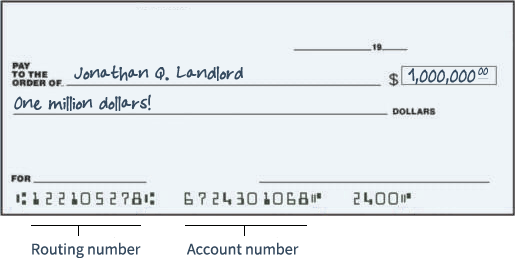 19
PAY TO THE ORDER OF Jonathan Q. Landlord $ 1,000,000 00
One million dollars! DOLLARS
FOR
⑆122105278⑆ 6724301068⑈ 2400⑈
Routing number Account number